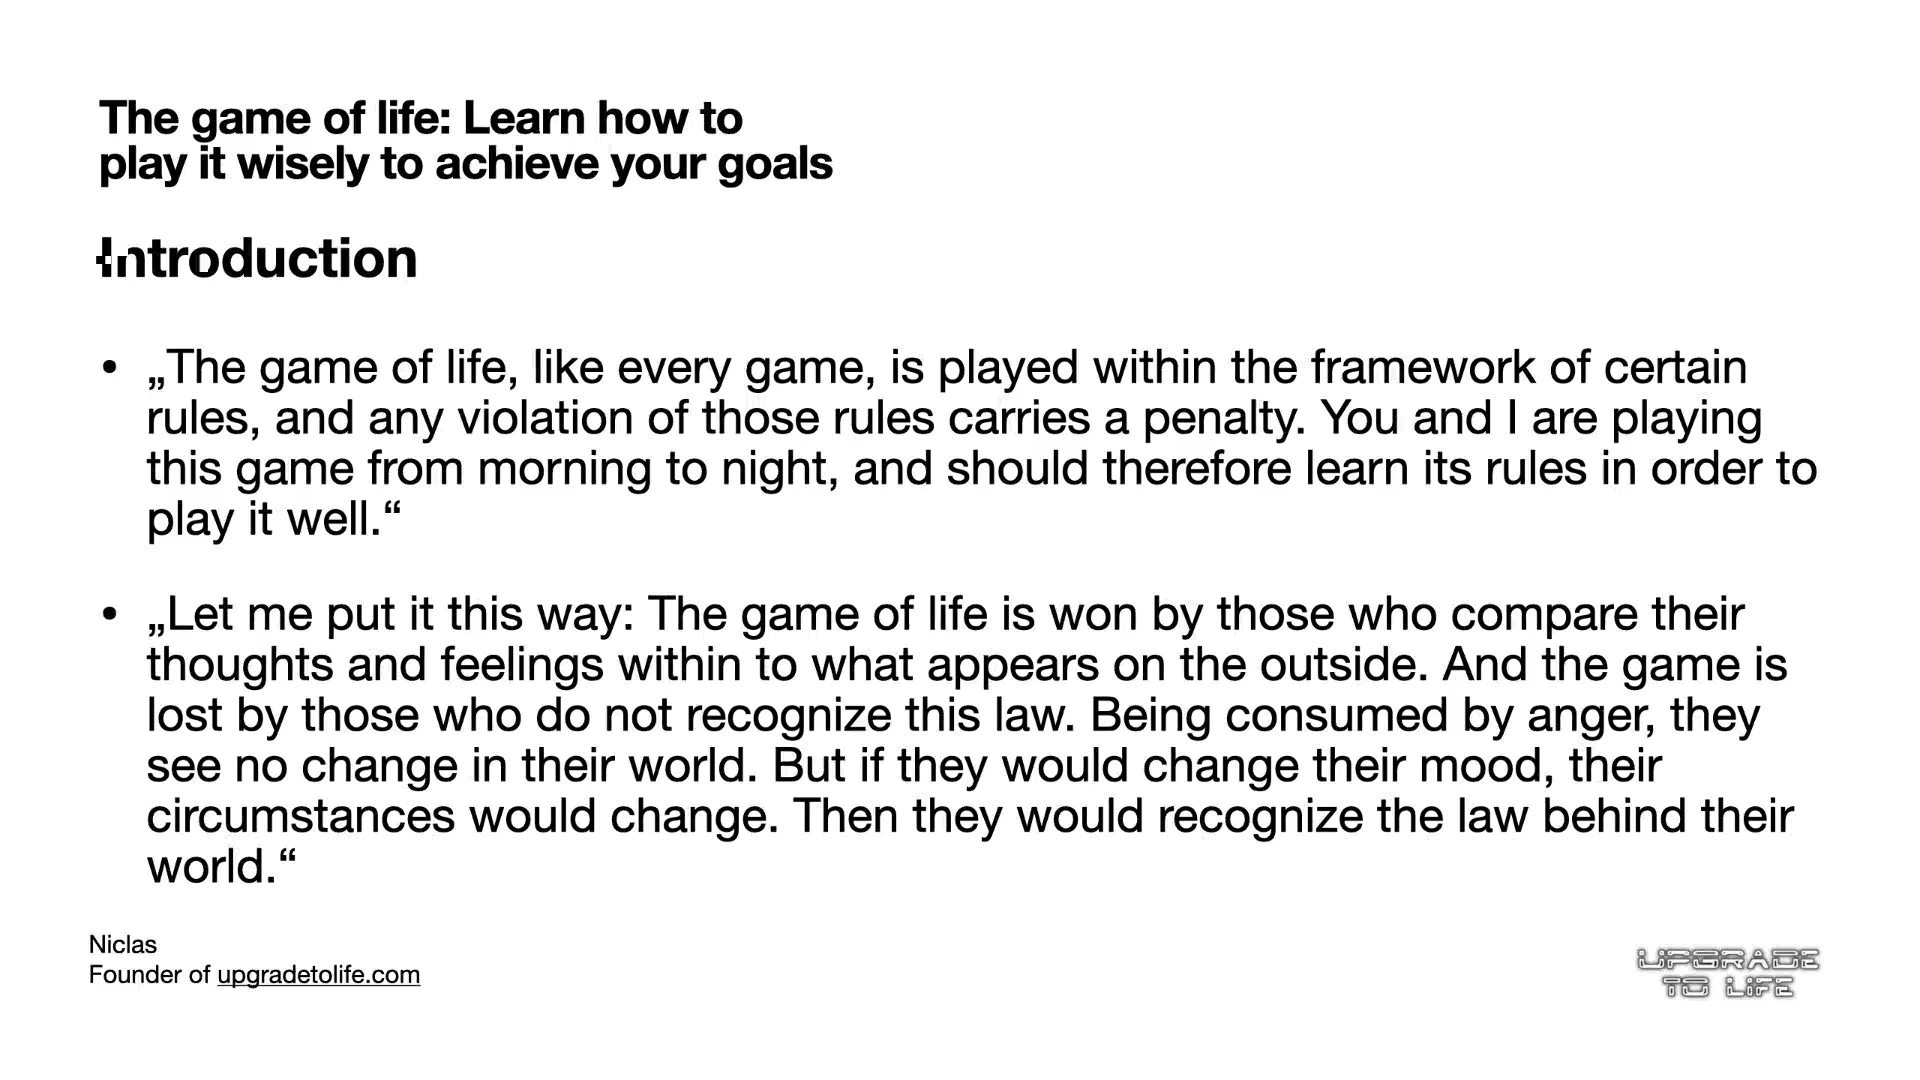 The game of life: Learn how to
play it wisely to achieve your goals
Introduction
• „The game of life, like every game, is played within the framework of certain
rules, and any violation of those rules carries a penalty. You and I are playing
this game from morning to night, and should therefore learn its rules in order to
play it well.“
• „Let me put it this way: The game of life is won by those who compare their
thoughts and feelings within to what appears on the outside. And the game is
lost by those who do not recognize this law. Being consumed by anger, they
see no change in their world. But if they would change their mood, their
circumstances would change. Then they would recognize the law behind their
world.“
Niclas
Founder of upgradetolife.com
UPGRADE
TO LIFE